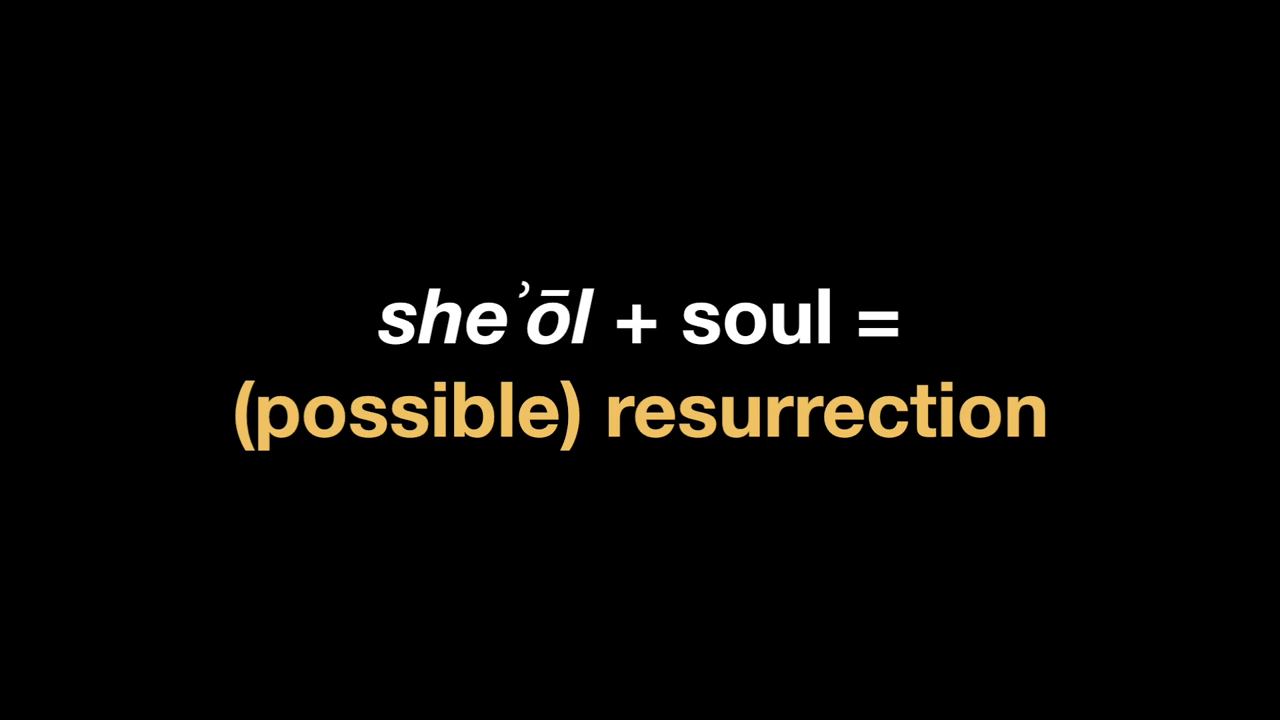 sheʾōl + soul =
(possible) resurrection